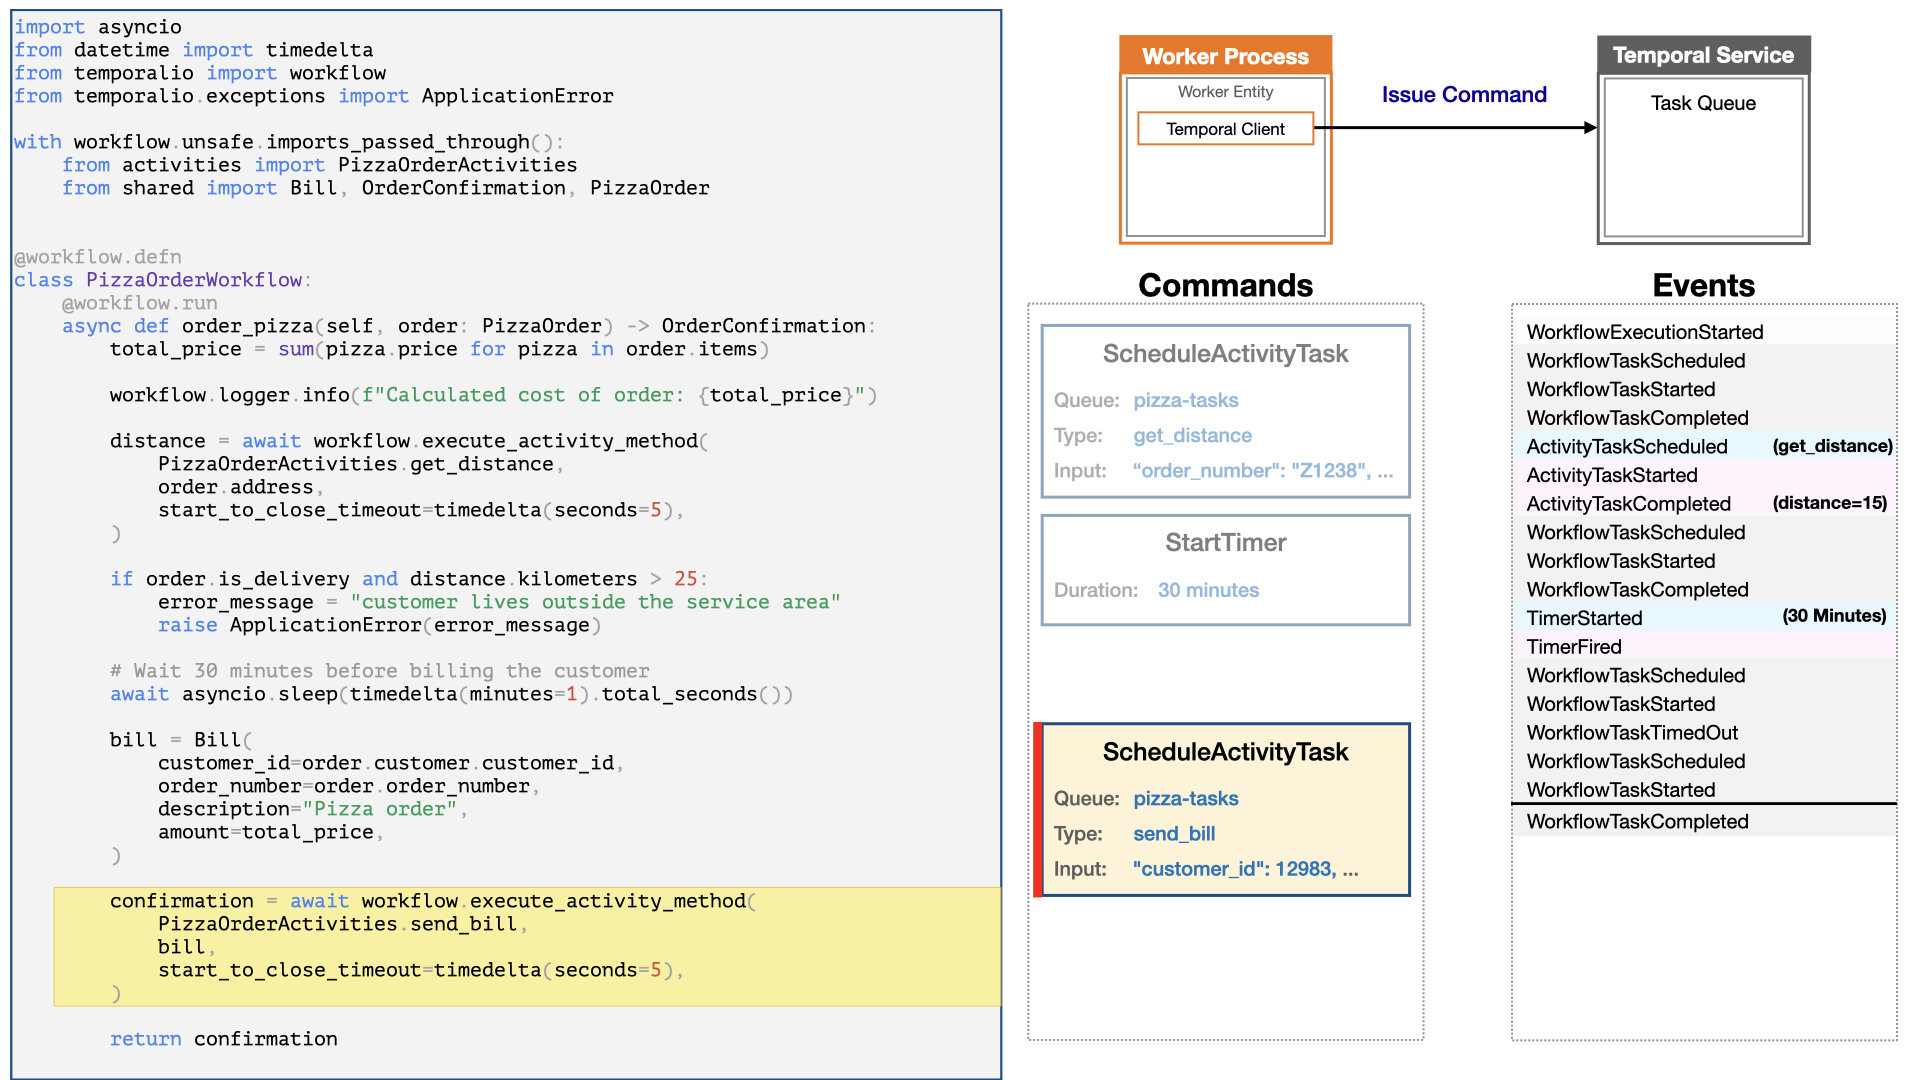 import asyncio
from datetime import timedelta
from temporalio import workflow
from temporalio.exceptions import ApplicationError
with workflow.unsafe.imports_passed_through():
    from activities import PizzaOrderActivities
    from shared import Bill, OrderConfirmation, PizzaOrder
@workflow.defn
class PizzaOrderWorkflow:
    @workflow.run
    async def order_pizza(self, order: PizzaOrder) -> OrderConfirmation:
        total_price = sum(pizza.price for pizza in order.items)
        workflow.logger.info(f"Calculated cost of order: {total_price}")
        distance = await workflow.execute_activity_method(
            PizzaOrderActivities.get_distance,
            order.address,
            start_to_close_timeout=timedelta(seconds=5),
        )
        if order.is_delivery and distance.kilometers > 25:
            error_message = "customer lives outside the service area"
            raise ApplicationError(error_message)
        # Wait 30 minutes before billing the customer
        await asyncio.sleep(timedelta(minutes=1).total_seconds())
        bill = Bill(
            customer_id=order.customer.customer_id,
            order_number=order.order_number,
            description="Pizza order",
            amount=total_price,
        )
        confirmation = await workflow.execute_activity_method(
            PizzaOrderActivities.send_bill,
            bill,
            start_to_close_timeout=timedelta(seconds=5),
        )
        return confirmation
Worker Process
Worker Entity
Temporal Client
Issue Command
Temporal Service
Task Queue
Commands
ScheduleActivityTask
Queue: pizza-tasks
Type: get_distance
Input: “order_number": "Z1238", ...
StartTimer
Duration: 30 minutes
ScheduleActivityTask
Queue: pizza-tasks
Type: send_bill
Input: "customer_id": 12983, ...
Events
WorkflowExecutionStarted
WorkflowTaskScheduled
WorkflowTaskStarted
WorkflowTaskCompleted
ActivityTaskScheduled (get_distance)
ActivityTaskStarted
ActivityTaskCompleted (distance=15)
WorkflowTaskScheduled
WorkflowTaskStarted
WorkflowTaskCompleted
TimerStarted (30 Minutes)
TimerFired
WorkflowTaskScheduled
WorkflowTaskStarted
WorkflowTaskTimedOut
WorkflowTaskScheduled
WorkflowTaskStarted
WorkflowTaskCompleted